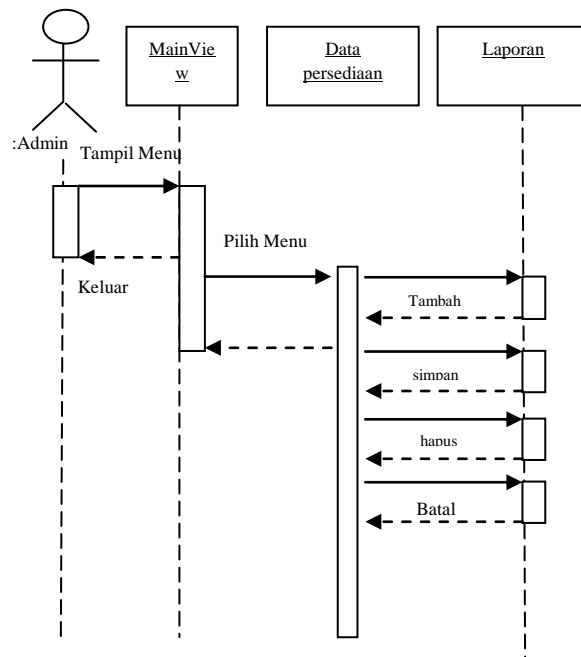 MainVie
w
Data
persediaan
Laporan
:Admin
Tampil Menu
Pilih Menu
Keluar
Tambah
simpan
hapus
Batal